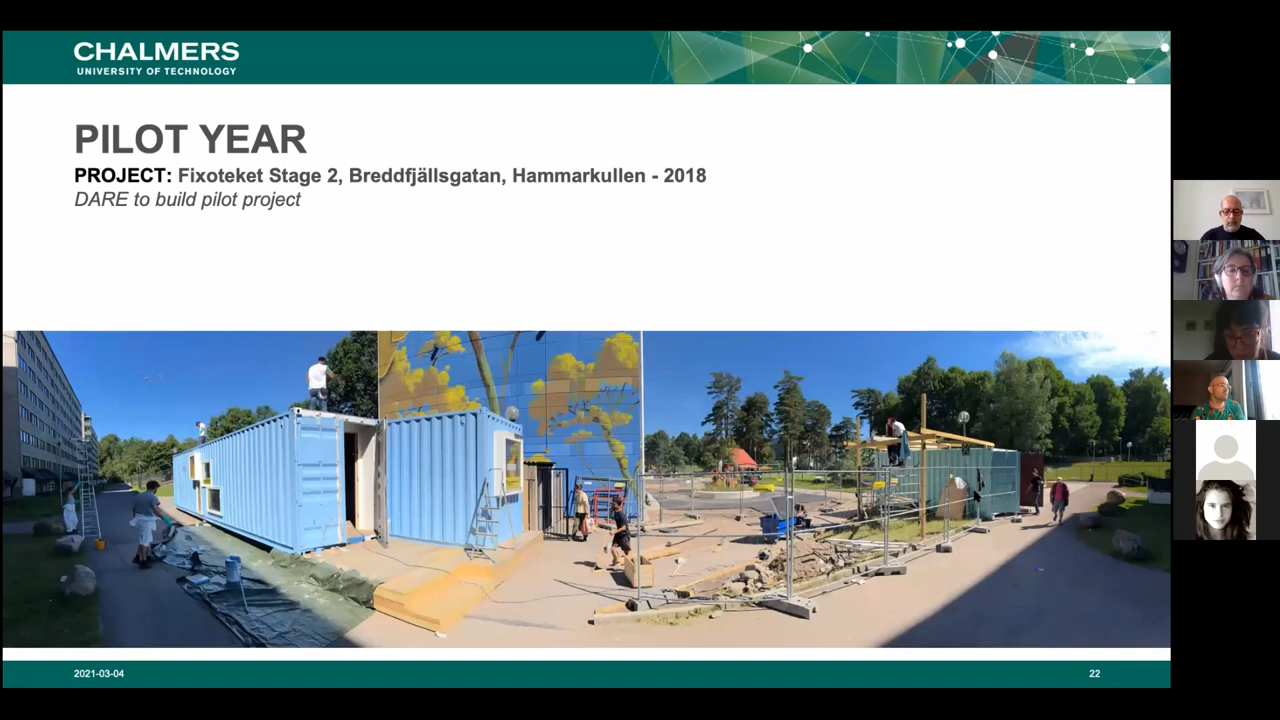 CHALMERS
UNIVERSITY OF TECHNOLOGY
PILOT YEAR
PROJECT: Fixoteket Stage 2, Breddfjällsgatan, Hammarkullen - 2018
DARE to build pilot project
2021-03-04
22